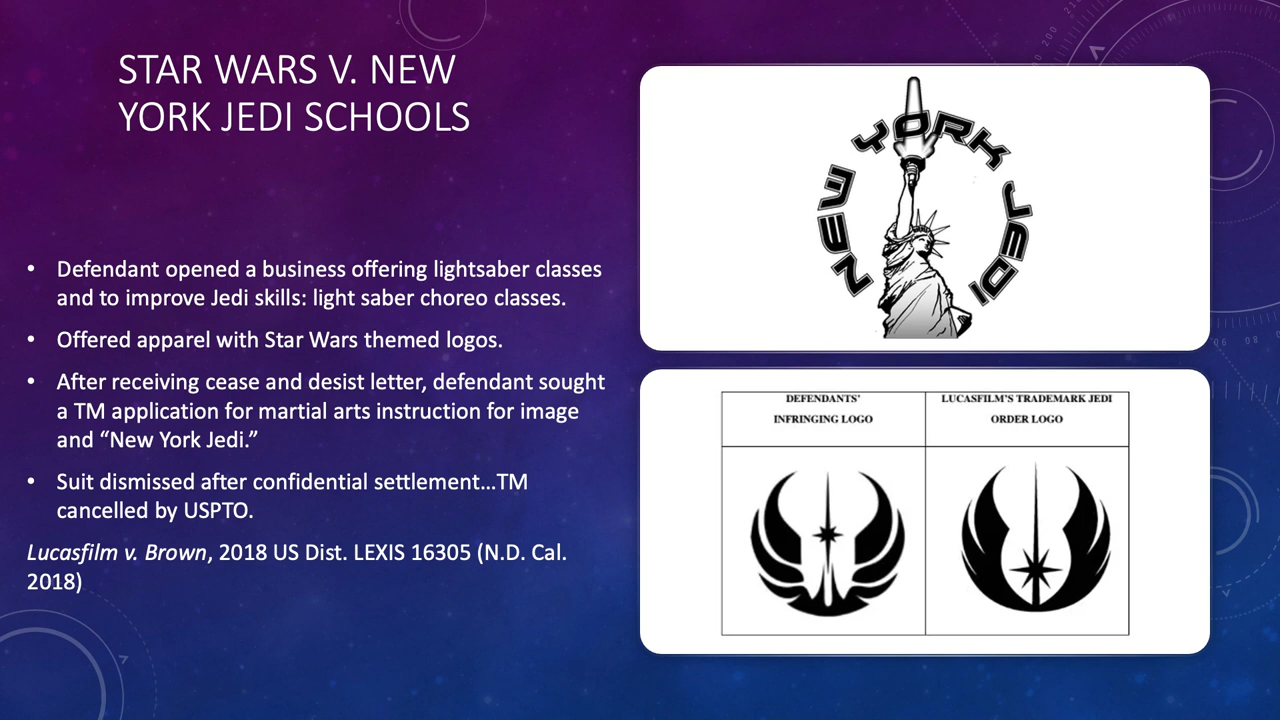 STAR WARS V. NEW
YORK JEDI SCHOOLS
• Defendant opened a business offering lightsaber classes
and to improve Jedi skills: light saber choreo classes.
• Offered apparel with Star Wars themed logos.
• After receiving cease and desist letter, defendant sought
a TM application for martial arts instruction for image
and “New York Jedi.”
• Suit dismissed after confidential settlement...TM
cancelled by USPTO.
Lucasfilm v. Brown, 2018 US Dist. LEXIS 16305 (N.D. Cal.
2018)
NEW YORK JEDI
DEFENDANTS’
INFRINGING LOGO
LUCASFILM’S TRADEMARK JEDI
ORDER LOGO
200
80